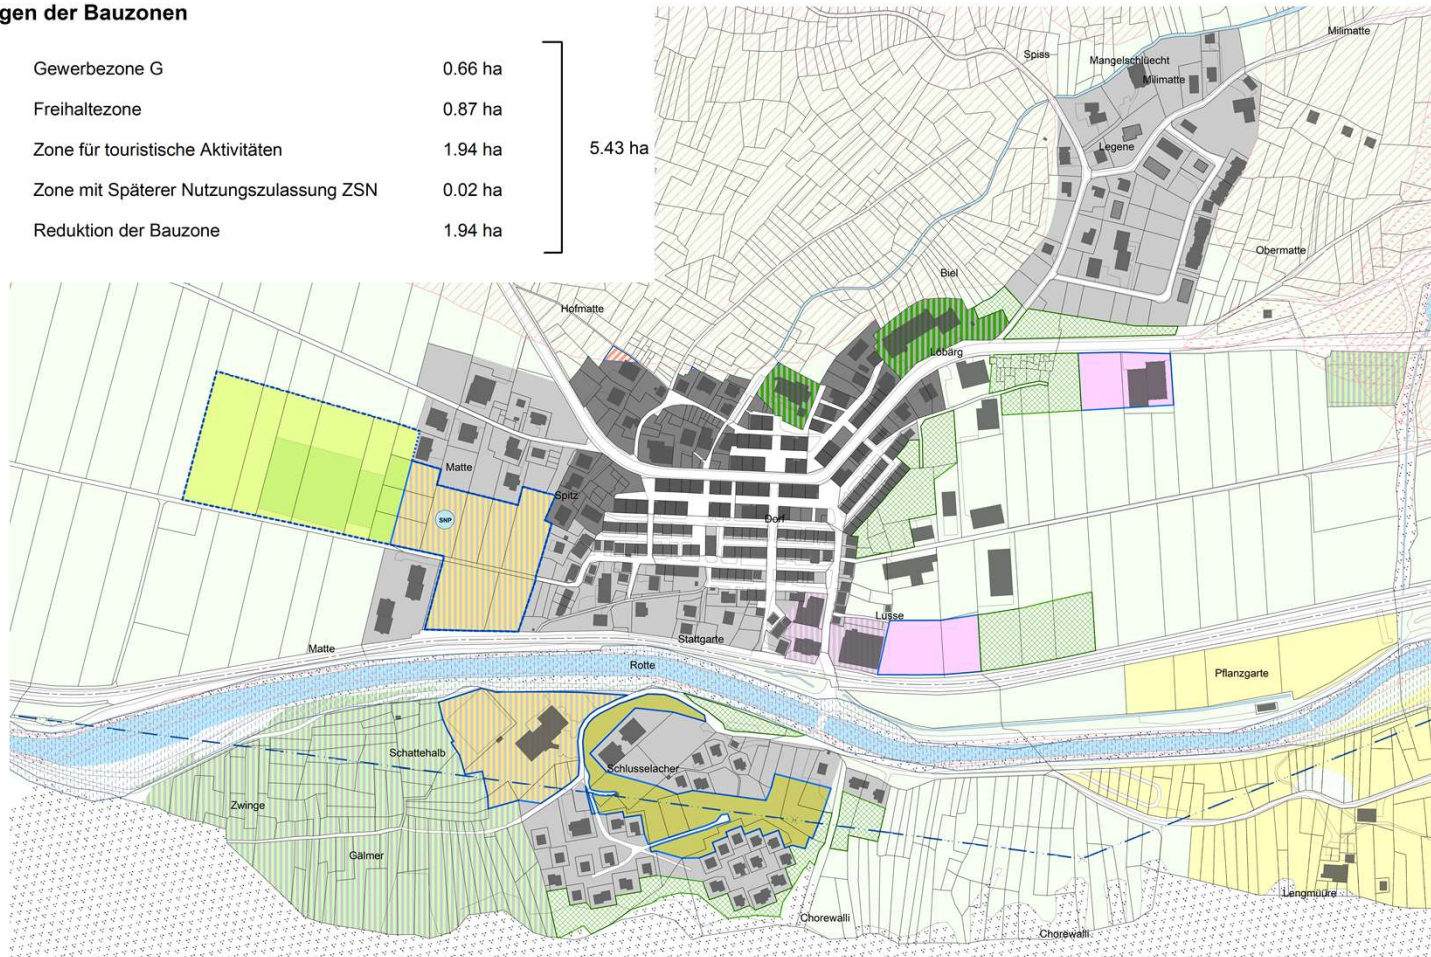 gen der Bauzonen
Gewerbezone G 0.66 ha
Freihaltezone 0.87 ha
Zone für touristische Aktivitäten 1.94 ha
5.43 ha
Zone mit Späterer Nutzungszulassung ZSN 0.02 ha
Reduktion der Bauzone 1.94 ha
Milimatte
Spiss
Mangelschluecht
Milimatte
Legene
Obermatte
Biel
Hofmatte
Lobärg
Matte
Spitz
SNP
Dorf
Lusse
Stattgarte
Matte
Rotte
Pflanzgarte
Schattehalb
Schlusselacher
Zwinge
Gälmer
Lengmüüre
Chorewalli
Chorewalli